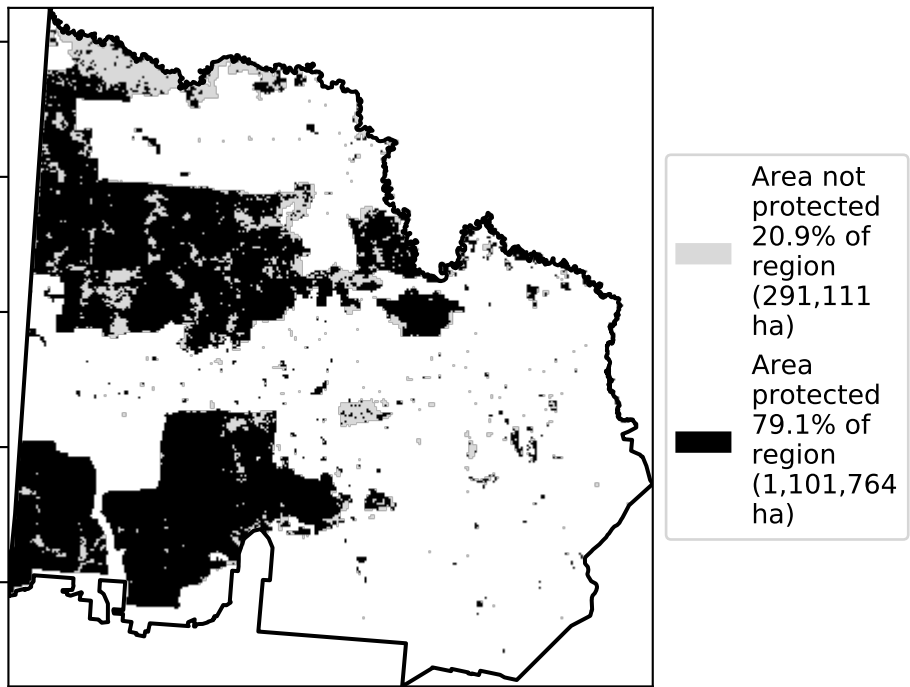 Area not
protected
20.9% of
region
(291,111
ha)
Area
protected
79.1% of
region
(1,101,764
ha)